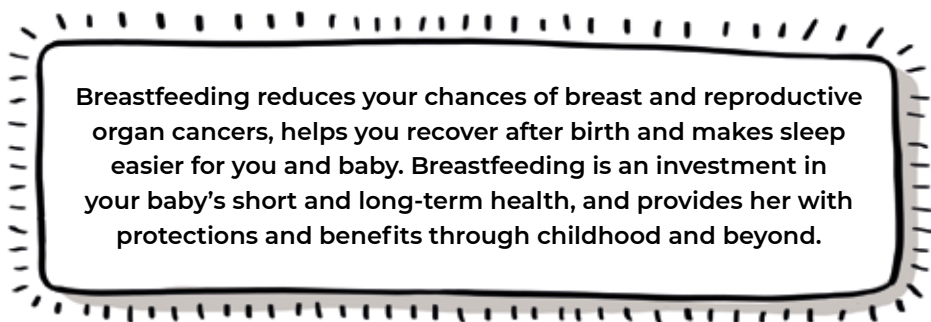 Breastfeeding reduces your chances of breast and reproductive
organ cancers, helps you recover after birth and makes sleep
easier for you and baby. Breastfeeding is an investment in
your baby’s short and long-term health, and provides her with
protections and benefits through childhood and beyond.